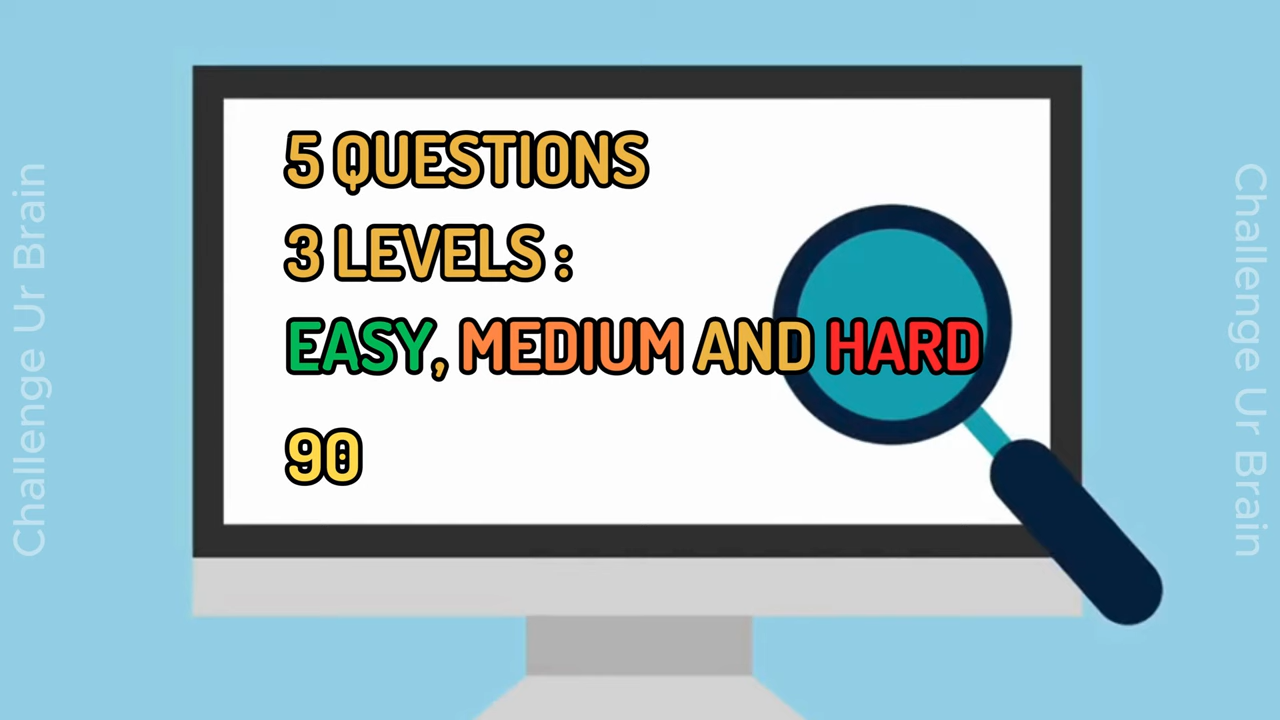 5 QUESTIONS
3 LEVELS :
EASY, MEDIUM AND HARD
90
Challenge Ur Brain
Challenge Ur Brain